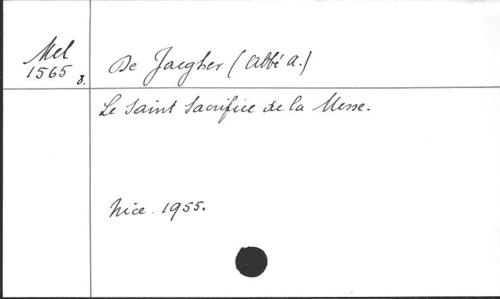 Mel
1565 8.
De Jaegher (Abbé A.)
Le Saint Sacrifice de la Messe.
Nice. 1955.